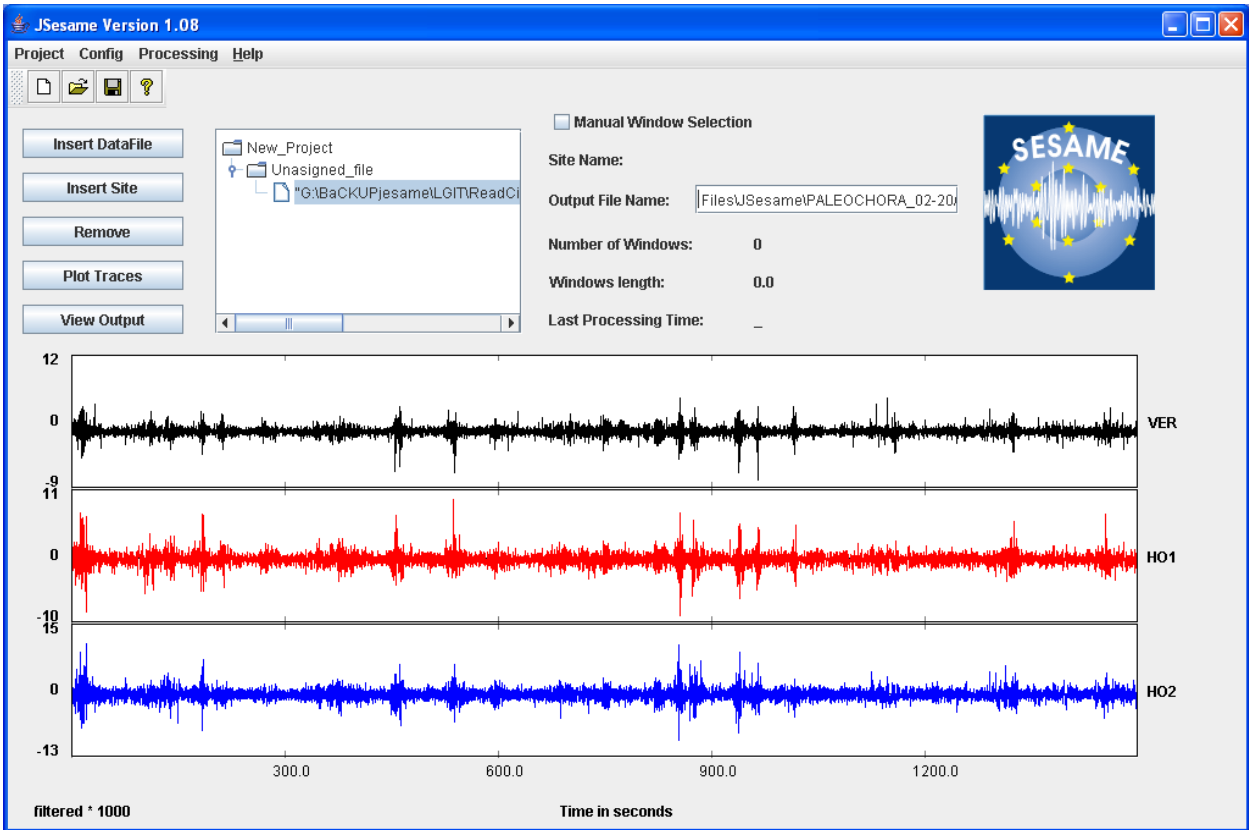 JSesame Version 1.08
Project Config Processing Help
Insert DataFile
Insert Site
Remove
Plot Traces
View Output
New_Project
Unasigned_file
"G:\BaCKUPjesame\LGIT\ReadCi
Manual Window Selection
Site Name:
Output File Name: Files\JSesame\PALEOCHORA_02-20/
Number of Windows: 0
Windows length: 0.0
Last Processing Time: _
SESAME
12
0
-9
VER
11
0
-10
HO1
15
0
-13
HO2
300.0 600.0 900.0 1200.0
filtered * 1000 Time in seconds